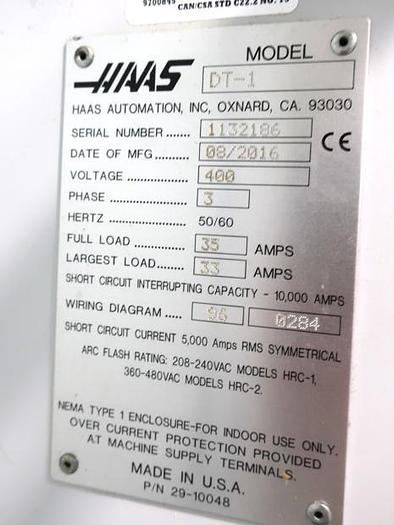 CAN/CSA STD C22.2 NO.
HAAS MODEL DT-1
HAAS AUTOMATION, INC, OXNARD, CA. 93030
SERIAL NUMBER ...... 1132186 CE
DATE OF MFG .......... 08/2016
VOLTAGE .................. 400
PHASE ...................... 3
HERTZ ...................... 50/60
FULL LOAD ............... 35 AMPS
LARGEST LOAD....... 33 AMPS
SHORT CIRCUIT INTERRUPTING CAPACITY - 10,000 AMPS
WIRING DIAGRAM ..... 96 0284
SHORT CIRCUIT CURRENT 5,000 Amps RMS SYMMETRICAL
ARC FLASH RATING: 208-240VAC MODELS HRC-1,
360-480VAC MODELS HRC-2.
NEMA TYPE 1 ENCLOSURE-FOR INDOOR USE ONLY.
OVER CURRENT PROTECTION PROVIDED
AT MACHINE SUPPLY TERMINALS.
MADE IN U.S.A.
P/N 29-10048